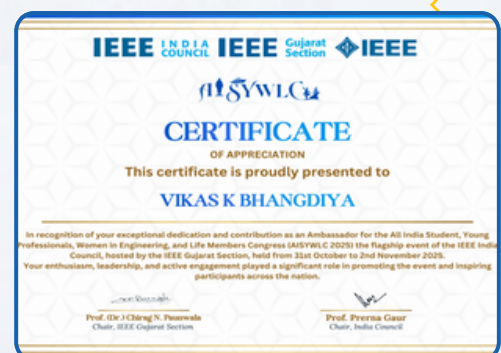 IEEE INDIA COUNCIL IEEE Gujarat Section IEEE
AISYWLC
CERTIFICATE
OF APPRECIATION
This certificate is proudly presented to
VIKAS K BHANGDIYA
In recognition of your exceptional dedication and contribution as an Ambassador for the All India Student, Young
Professionals, Women in Engineering, and Life Members Congress (AISYWLC 2025) the flagship event of the IEEE India
Council, hosted by the IEEE Gujarat Section, held from 31st October to 2nd November 2025.
Your enthusiasm, leadership, and active engagement played a significant role in promoting the event and inspiring
participants across the nation.
Prof. (Dr.) Chirag N. Paunwala
Chair, IEEE Gujarat Section
Prof. Prerna Gaur
Chair, India Council